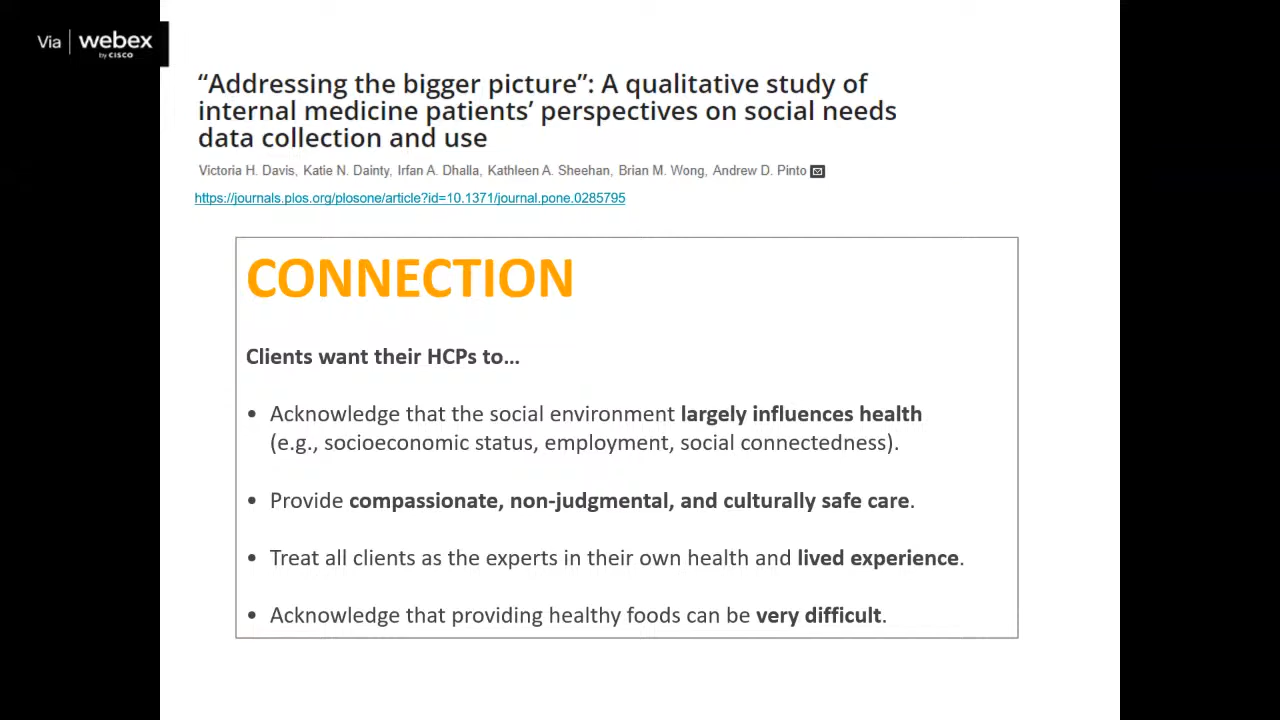 Via webex
by CISCO
“Addressing the bigger picture”: A qualitative study of
internal medicine patients’ perspectives on social needs
data collection and use
Victoria H. Davis, Katie N. Dainty, Irfan A. Dhalla, Kathleen A. Sheehan, Brian M. Wong, Andrew D. Pinto
https://journals.plos.org/plosone/article?id=10.1371/journal.pone.0285795
CONNECTION
Clients want their HCPs to…
• Acknowledge that the social environment largely influences health
(e.g., socioeconomic status, employment, social connectedness).
• Provide compassionate, non-judgmental, and culturally safe care.
• Treat all clients as the experts in their own health and lived experience.
• Acknowledge that providing healthy foods can be very difficult.